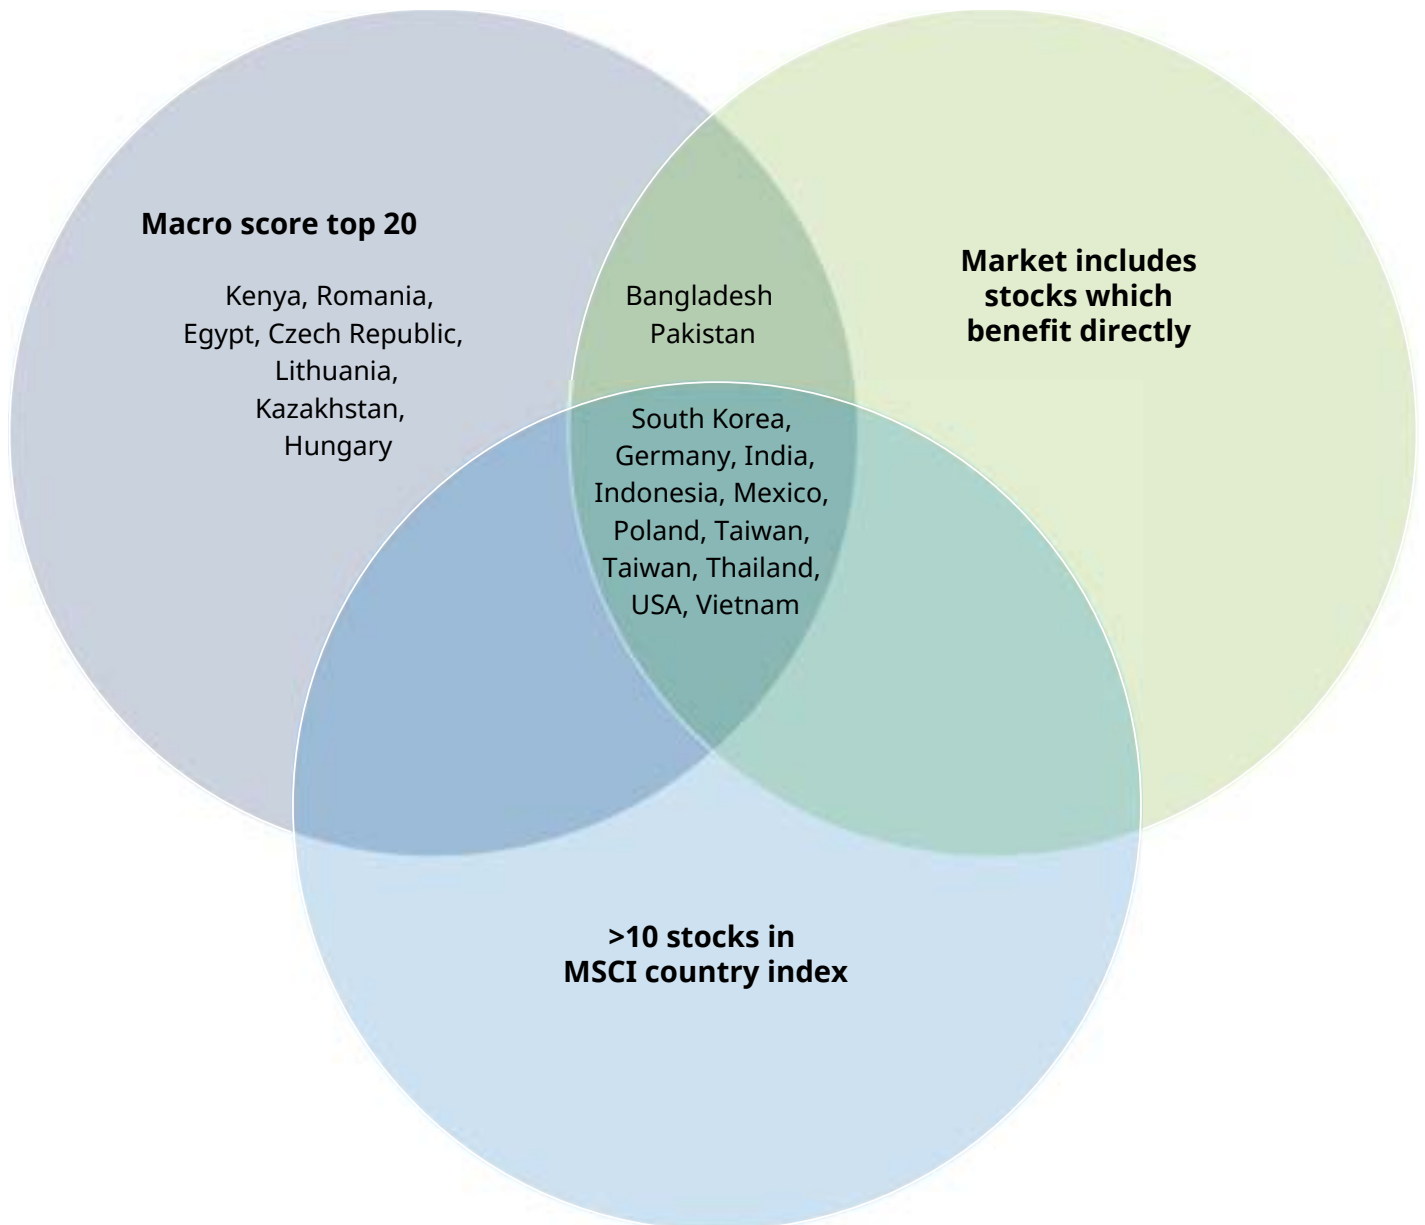 Macro score top 20
Kenya, Romania,
Egypt, Czech Republic,
Lithuania,
Kazakhstan,
Hungary
Bangladesh
Pakistan
Market includes
stocks which
benefit directly
South Korea,
Germany, India,
Indonesia, Mexico,
Poland, Taiwan,
Taiwan, Thailand,
USA, Vietnam
>10 stocks in
MSCI country index